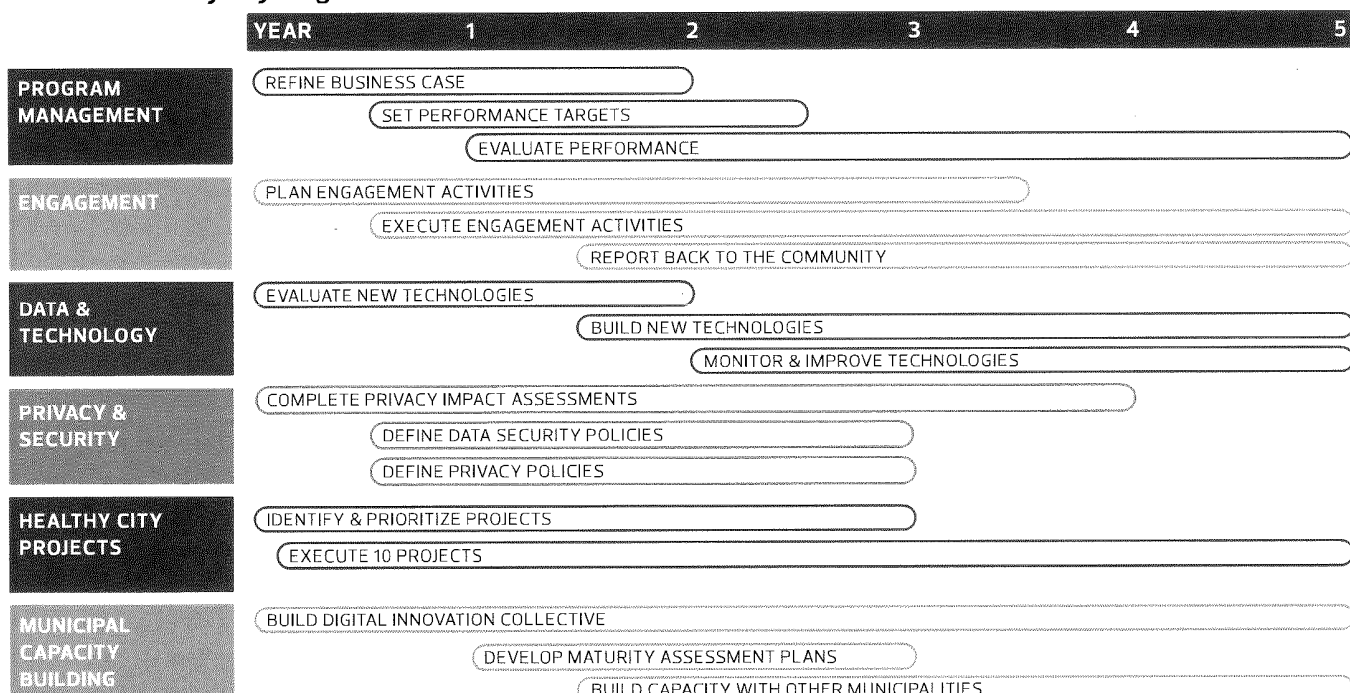 YEAR 1 2 3 4 5
PROGRAM
MANAGEMENT
REFINE BUSINESS CASE
SET PERFORMANCE TARGETS
EVALUATE PERFORMANCE
ENGAGEMENT
PLAN ENGAGEMENT ACTIVITIES
EXECUTE ENGAGEMENT ACTIVITIES
REPORT BACK TO THE COMMUNITY
DATA &
TECHNOLOGY
EVALUATE NEW TECHNOLOGIES
BUILD NEW TECHNOLOGIES
MONITOR & IMPROVE TECHNOLOGIES
PRIVACY &
SECURITY
COMPLETE PRIVACY IMPACT ASSESSMENTS
DEFINE DATA SECURITY POLICIES
DEFINE PRIVACY POLICIES
HEALTHY CITY
PROJECTS
IDENTIFY & PRIORITIZE PROJECTS
EXECUTE 10 PROJECTS
MUNICIPAL
CAPACITY
BUILDING
BUILD DIGITAL INNOVATION COLLECTIVE
DEVELOP MATURITY ASSESSMENT PLANS
BUILD CAPACITY WITH OTHER MUNICIPALITIES